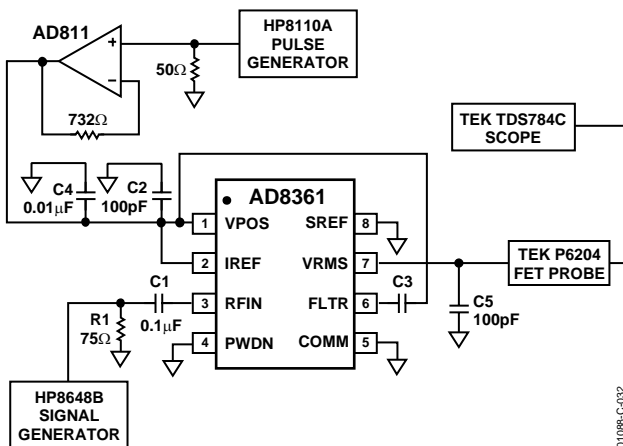 AD811
HP8110A
PULSE
GENERATOR
+
−
50Ω
732Ω
TEK TDS784C
SCOPE
C4
0.01μF
C2
100pF
AD8361
1 VPOS SREF 8
2 IREF VRMS 7
3 RFIN FLTR 6
4 PWDN COMM 5
C1
0.1μF
R1
75Ω
C3
C5
100pF
TEK P6204
FET PROBE
HP8648B
SIGNAL
GENERATOR
01088-C-032